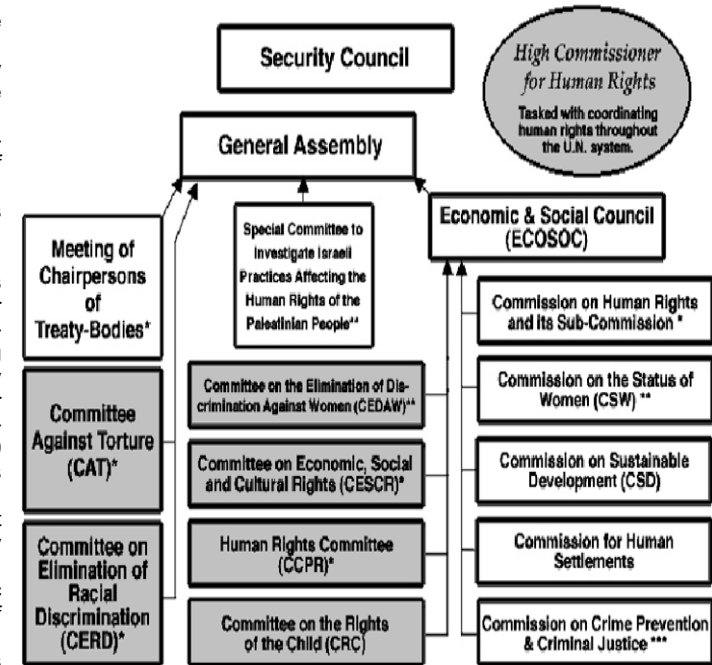 Security Council
High Commissioner
for Human Rights
Tasked with coordinating
human rights throughout
the U.N. system.
General Assembly
Economic & Social Council
(ECOSOC)
Meeting of
Chairpersons
of
Treaty-Bodies*
Special Committee to
Investigate Israeli
Practices Affecting the
Human Rights of the
Palestinian People**
Commission on Human Rights
and its Sub-Commission *
Committee
Against Torture
(CAT)*
Committee on the Elimination of Dis-
crimination Against Women (CEDAW)**
Commission on the Status of
Women (CSW) **
Committee on Economic, Social
and Cultural Rights (CESCR)*
Commission on Sustainable
Development (CSD)
Committee on
Elimination of
Racial
Discrimination
(CERD)*
Human Rights Committee
(CCPR)*
Commission for Human
Settlements
Committee on the Rights
of the Child (CRC)
Commission on Crime Prevention
& Criminal Justice ***